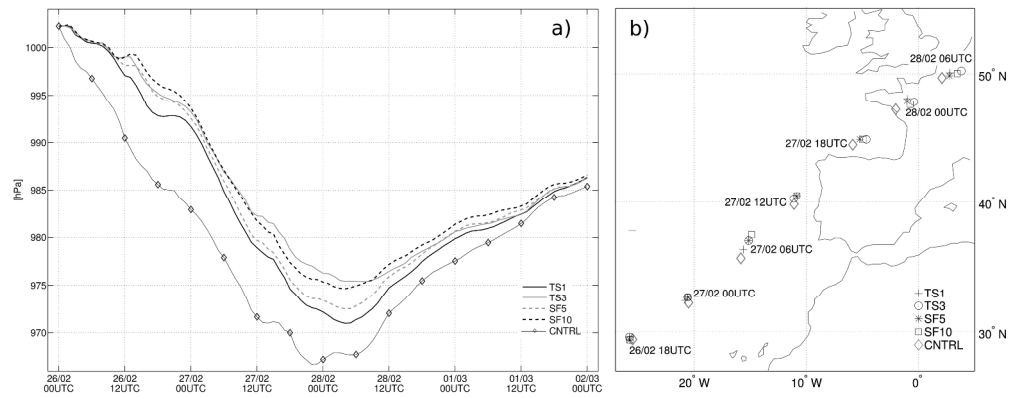 a)
1000
995
990
985
980
975
970
[hPa]
TS1
TS3
SF5
SF10
CNTRL
26/02 26/02 27/02 27/02 28/02 28/02 01/03 01/03 02/03
00UTC 12UTC 00UTC 12UTC 00UTC 12UTC 00UTC 12UTC 00UTC
b)
28/02 06UTC
50° N
28/02 00UTC
27/02 18UTC
27/02 12UTC
40° N
27/02 06UTC
27/02 00UTC
TS1
TS3
SF5
SF10
CNTRL
30° N
26/02 18UTC
20° W 10° W 0°